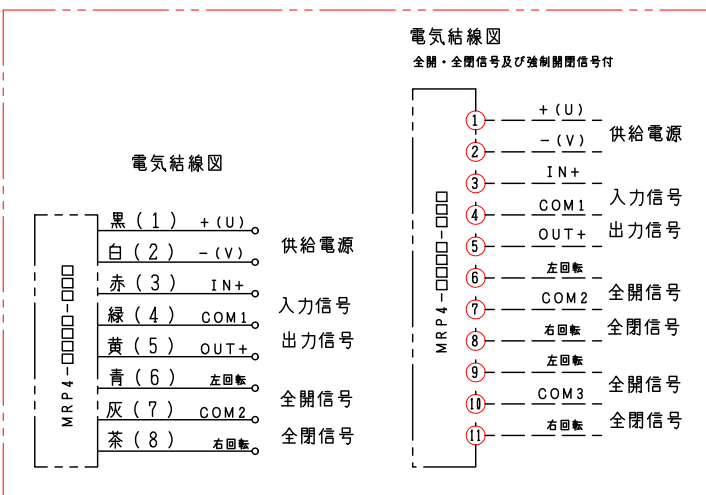 電気結線図
黒(1) +(U)
白(2) -(V)
供給電源
赤(3) IN+
入力信号
緑(4) COM1
出力信号
黄(5) OUT+
青(6) 左回転
全開信号
灰(7) COM2
全閉信号
茶(8) 右回転
MRP4-□□□-□□□
電気結線図
全開・全閉信号及び強制開閉信号付
① +(U)
供給電源
② -(V)
③ IN+
入力信号
④ COM1
出力信号
⑤ OUT+
⑥ 左回転
全開信号
⑦ COM2
全閉信号
⑧ 右回転
⑨ 左回転
全開信号
⑩ COM3
全閉信号
⑪ 右回転
MRP4-□□□-□□□